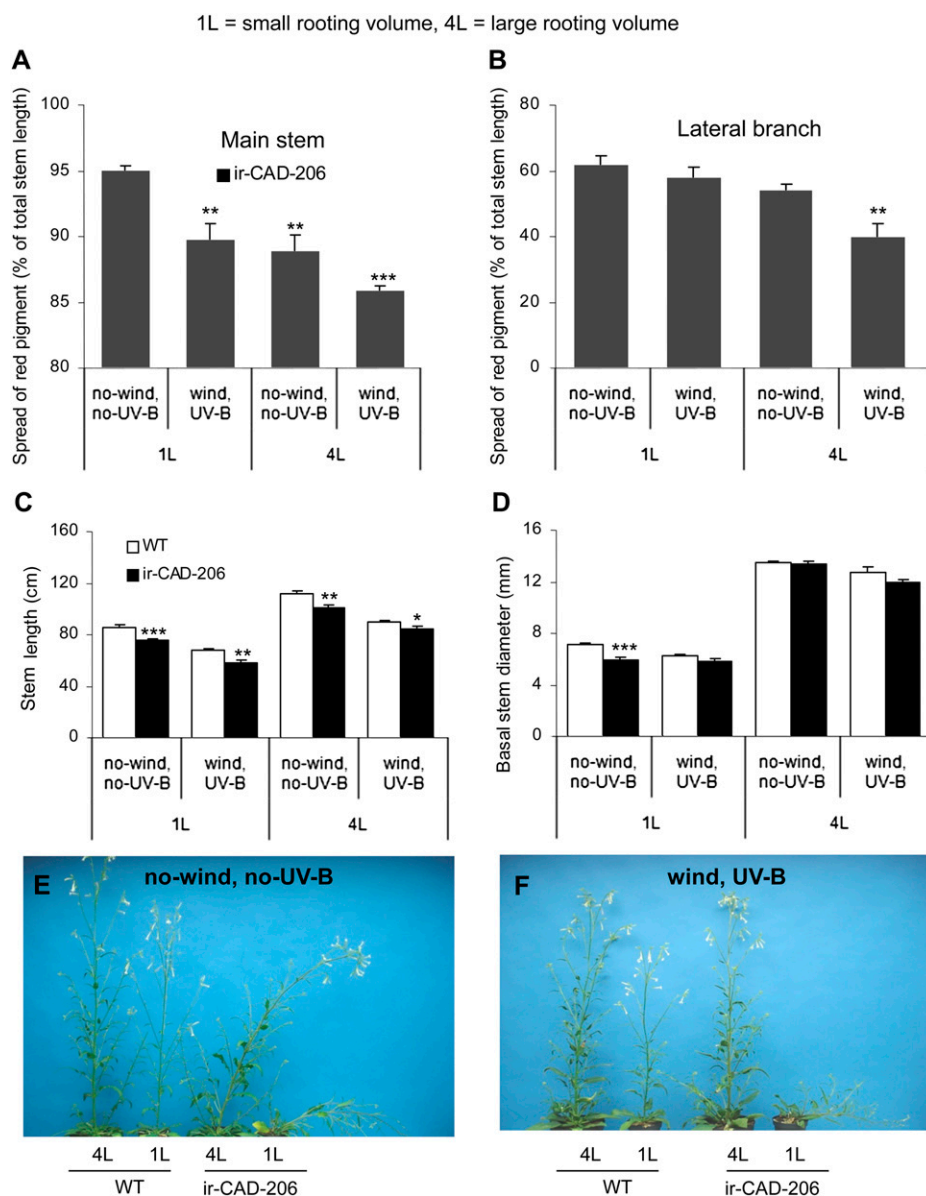 1L = small rooting volume, 4L = large rooting volume
A
Spread of red pigment (% of total stem length)
100
95
90
85
80
Main stem
ir-CAD-206
**
**
***
no-wind, no-UV-B
wind, UV-B
no-wind, no-UV-B
wind, UV-B
1L
4L
B
Spread of red pigment (% of total stem length)
80
60
40
20
0
Lateral branch
**
no-wind, no-UV-B
wind, UV-B
no-wind, no-UV-B
wind, UV-B
1L
4L
C
Stem length (cm)
160
120
80
40
0
WT
ir-CAD-206
***
**
**
*
no-wind, no-UV-B
wind, UV-B
no-wind, no-UV-B
wind, UV-B
1L
4L
D
Basal stem diameter (mm)
16
12
8
4
0
***
no-wind, no-UV-B
wind, UV-B
no-wind, no-UV-B
wind, UV-B
1L
4L
E
no-wind, no-UV-B
4L 1L 4L 1L
WT ir-CAD-206
F
wind, UV-B
4L 1L 4L 1L
WT ir-CAD-206